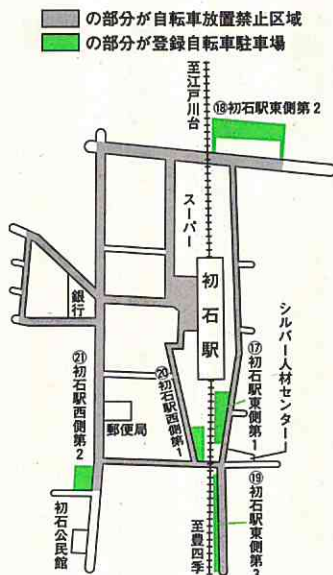 の部分が自転車放置禁止区域
の部分が登録自転車駐車場
至江戸川台
⑱初石駅東側第2
スーパー
初石駅
銀行
シルバー人材センター
⑰初石駅東側第1
⑳初石駅西側第1
㉑初石駅西側第2
郵便局
⑲初石駅東側第3
初石公民館
至豊四季